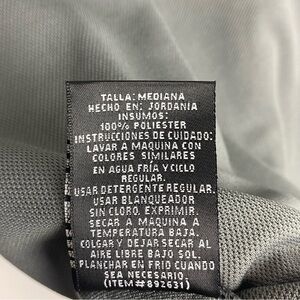 TALLA: MEDIANA
HECHO EN: JORDANIA
INSUMOS:
100% POLIESTER
INSTRUCCIONES DE CUIDADO:
LAVAR A MAQUINA CON
COLORES SIMILARES
EN AGUA FRÍA Y CICLO
REGULAR.
USAR DETERGENTE REGULAR.
USAR BLANQUEADOR
SIN CLORO. EXPRIMIR.
SECAR A MAQUINA A
TEMPERATURA BAJA.
COLGAR Y DEJAR SECAR AL
AIRE LIBRE BAJO SOL.
PLANCHAR EN FRIO CUANDO
SEA NECESARIO.
(ITEM#892631)